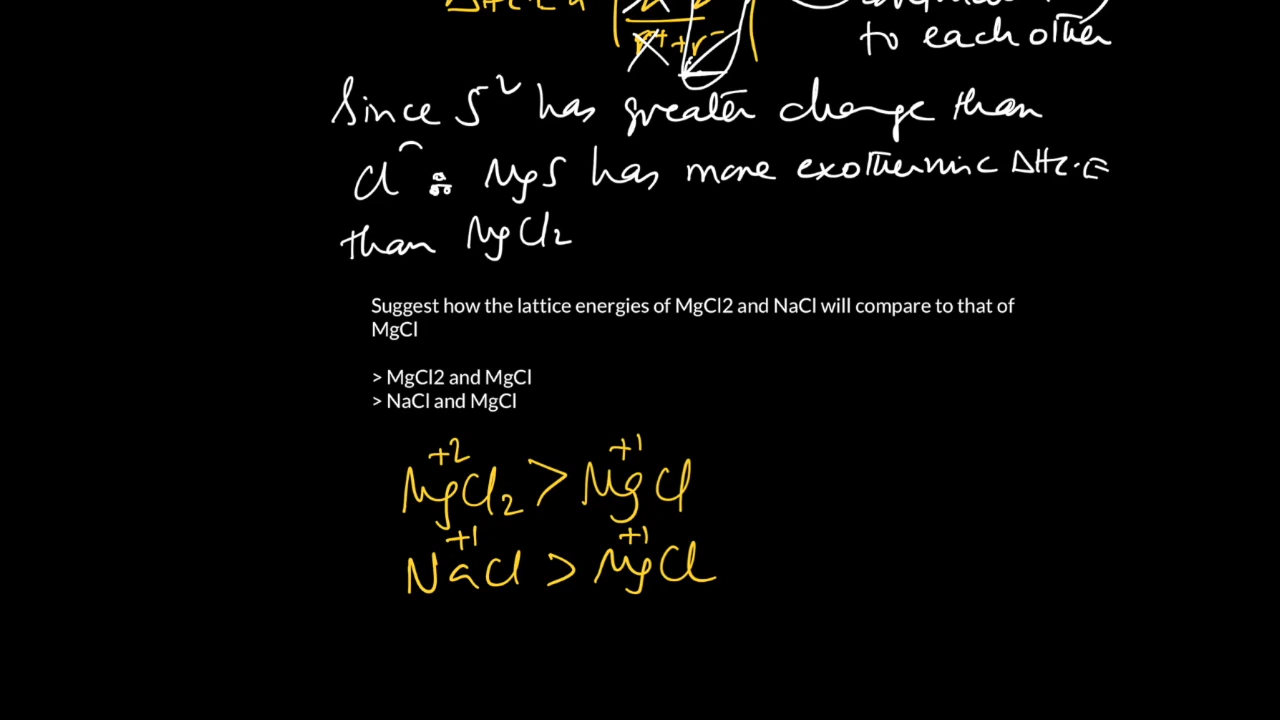 to each other
Since S² has greater change than
Cl⁻ ∴ MgS has more exothermic ΔHL.E
than MgCl₂
Suggest how the lattice energies of MgCl2 and NaCl will compare to that of
MgCl
> MgCl2 and MgCl
> NaCl and MgCl
+2 +1
MgCl₂ > MgCl
+1 +1
NaCl > MgCl